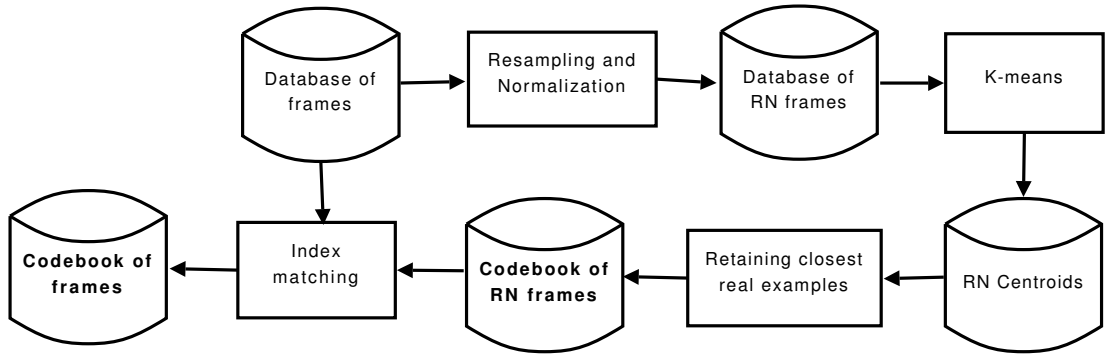 Database of
frames
Resampling and
Normalization
Database of
RN frames
K-means
Codebook of
frames
Index
matching
Codebook of
RN frames
Retaining closest
real examples
RN Centroids